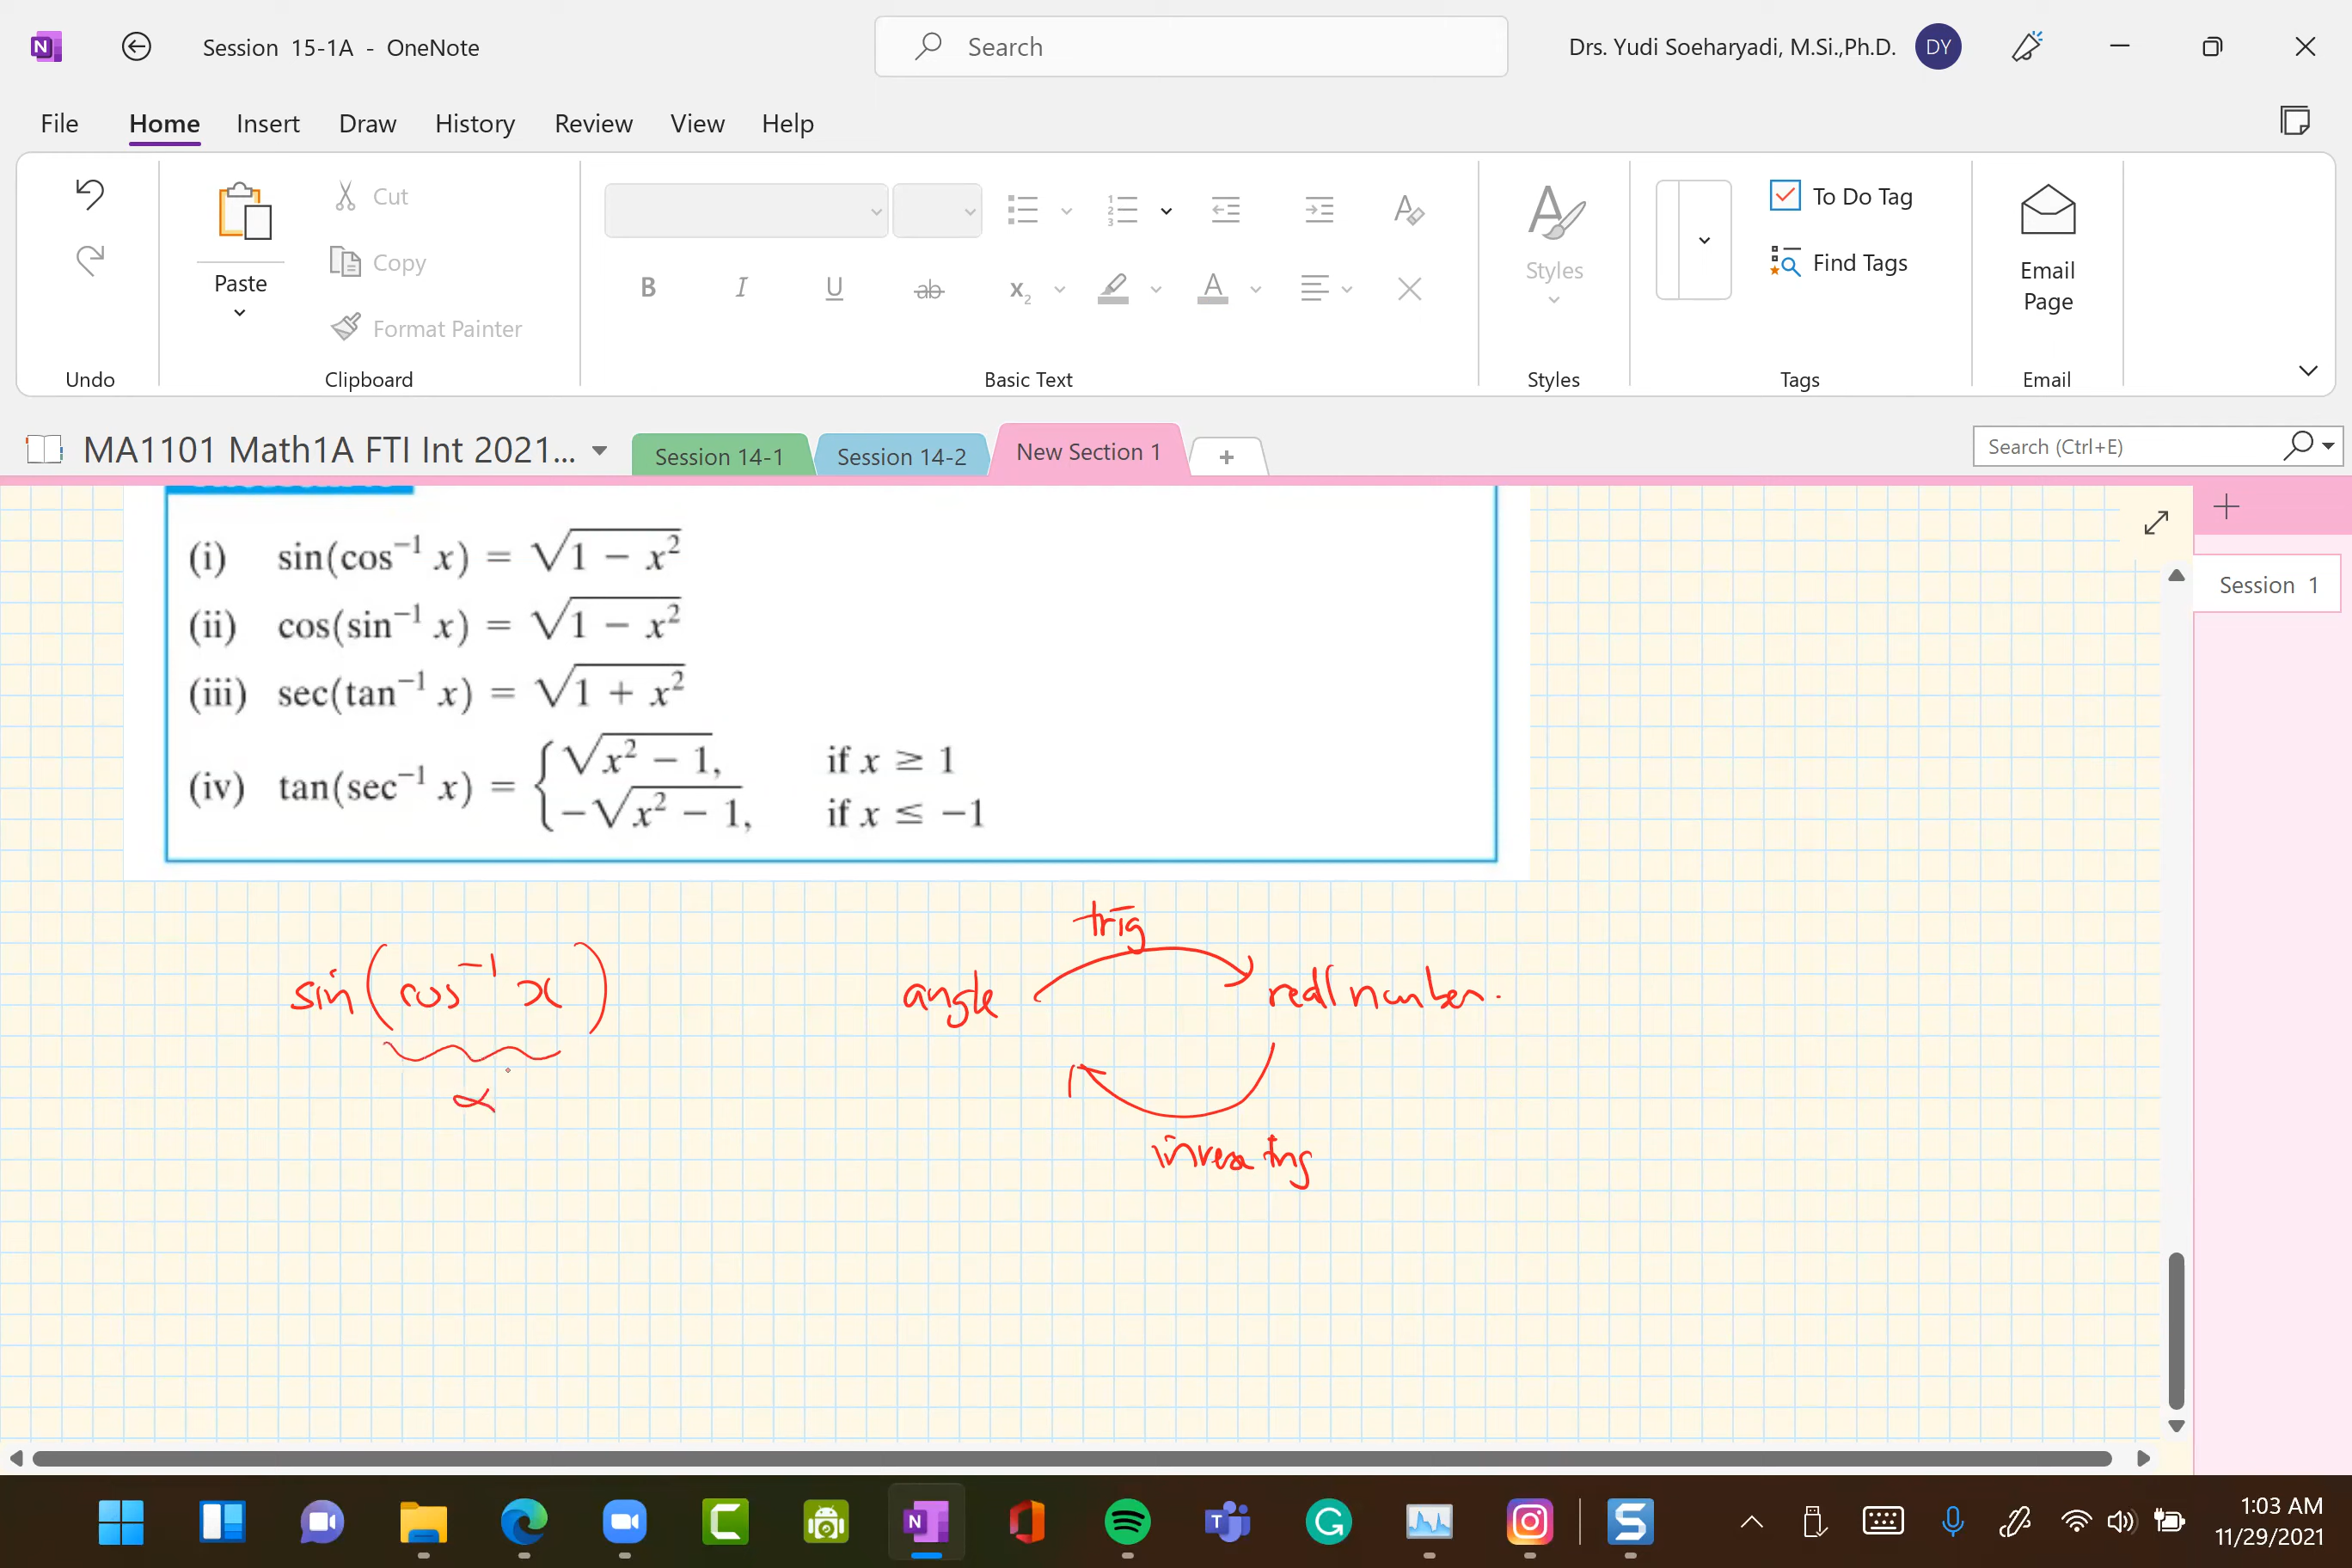 Session 15-1A - OneNote
Search
Drs. Yudi Soeharyadi, M.Si.,Ph.D.
DY
File Home Insert Draw History Review View Help
Paste
Cut
Copy
Format Painter
B I U ab x₂ A
Styles
To Do Tag
Find Tags
Email Page
Undo
Clipboard
Basic Text
Styles
Tags
Email
MA1101 Math1A FTI Int 2021...
Session 14-1
Session 14-2
New Section 1
+
Search (Ctrl+E)
Session 1
(i) sin(cos⁻¹ x) = √(1 − x²)
(ii) cos(sin⁻¹ x) = √(1 − x²)
(iii) sec(tan⁻¹ x) = √(1 + x²)
(iv) tan(sec⁻¹ x) = { √(x² − 1), if x ≥ 1
−√(x² − 1), if x ≤ −1
sin(cos⁻¹ x)
α
trig
angle
real number.
trig
1:03 AM
11/29/2021